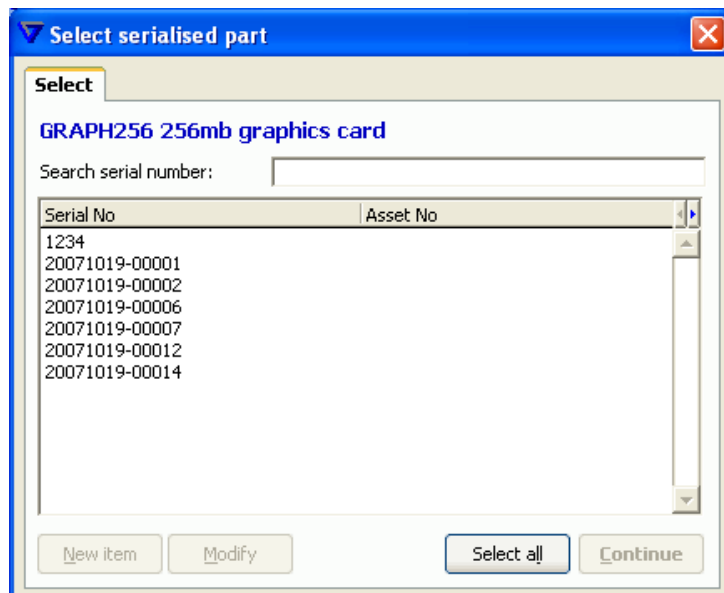 Select serialised part
Select
GRAPH256 256mb graphics card
Search serial number:
Serial No Asset No
1234
20071019-00001
20071019-00002
20071019-00006
20071019-00007
20071019-00012
20071019-00014
New item Modify Select all Continue